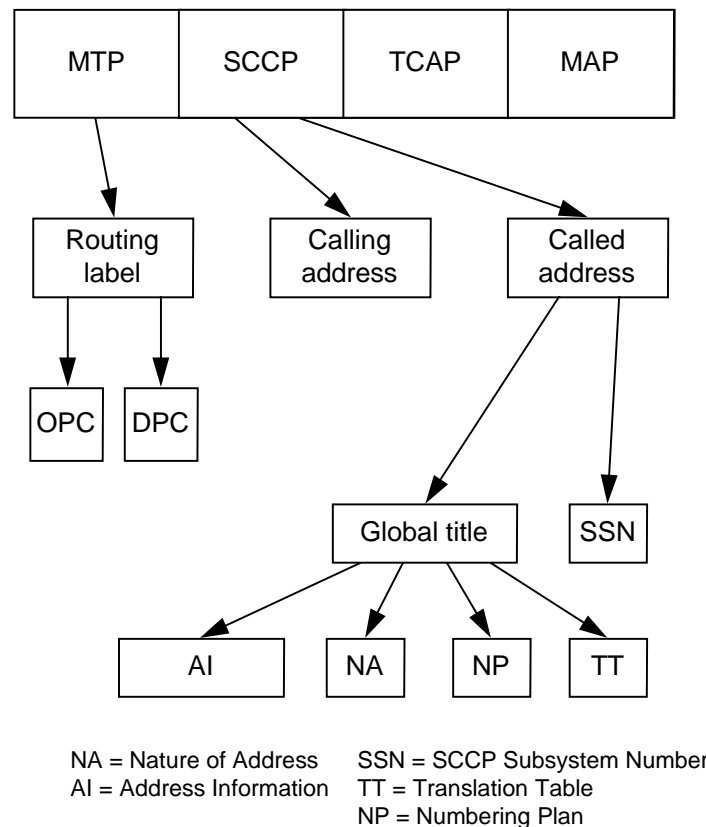 MTP SCCP TCAP MAP
Routing
label
Calling
address
Called
address
OPC DPC
Global title SSN
AI NA NP TT
NA = Nature of Address SSN = SCCP Subsystem Number
AI = Address Information TT = Translation Table
NP = Numbering Plan